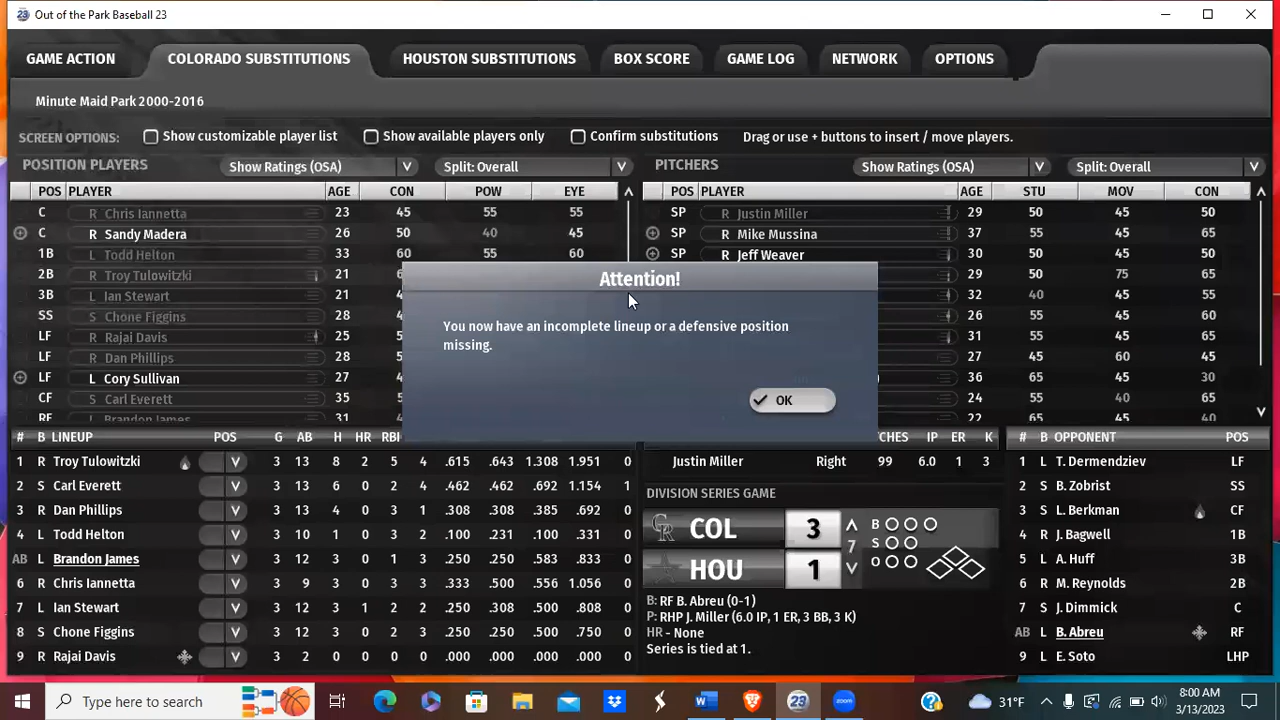 Out of the Park Baseball 23
GAME ACTION COLORADO SUBSTITUTIONS HOUSTON SUBSTITUTIONS BOX SCORE GAME LOG NETWORK OPTIONS
Minute Maid Park 2000-2016
SCREEN OPTIONS: Show customizable player list Show available players only Confirm substitutions Drag or use + buttons to insert / move players.
POSITION PLAYERS Show Ratings (OSA) Split: Overall PITCHERS Show Ratings (OSA) Split: Overall
POS PLAYER AGE CON POW EYE POS PLAYER AGE STU MOV CON
C R Chris Iannetta 23 45 55 55 SP R Justin Miller 29 50 45 50
C R Sandy Madera 26 50 40 45 SP R Mike Mussina 37 55 45 60
1B L Todd Helton 33 60 55 60 SP R Jeff Weaver 30 50 45 50
2B R Troy Tulowitzki 21 29 50 75 65
3B L Ian Stewart 21 32 40 45 55
SS S Chone Figgins 28 26 55 45 60
LF R Rajai Davis 25 31 55 45 65
LF R Dan Phillips 28 27 45 60 45
LF L Cory Sullivan 27 36 65 45 30
CF S Carl Everett 35 24 55 40 40
RF L Brandon James 31 22 65 45 40
Attention!
You now have an incomplete lineup or a defensive position
missing.
OK
# B LINEUP POS G AB H HR RBI IP ER K # B OPPONENT POS
1 R Troy Tulowitzki 3 13 8 2 5 4 .615 .643 1.308 1.951 0 Justin Miller Right 99 6.0 1 3 1 L T. Dermendziev LF
2 S Carl Everett 3 13 6 0 2 4 .462 .462 .692 1.154 1 DIVISION SERIES GAME 2 S B. Zobrist SS
3 R Dan Phillips 3 13 4 0 3 1 .308 .308 .385 .692 0 3 S L. Berkman CF
4 L Todd Helton 3 10 1 0 3 2 .100 .231 .100 .331 0 COL 3 7 B S O 4 R J. Bagwell 1B
AB L Brandon James 3 12 3 0 1 3 .250 .250 .583 .833 0 HOU 1 5 L A. Huff 3B
6 R Chris Iannetta 3 9 3 0 3 3 .333 .500 .556 1.056 0 6 R M. Reynolds 2B
7 L Ian Stewart 3 12 3 1 2 2 .250 .308 .500 .808 0 B: RF B. Abreu (0-1) 7 S J. Dimmick C
8 S Chone Figgins 3 12 3 0 2 3 .250 .250 .500 .750 0 P: RHP J. Miller (6.0 IP, 1 ER, 3 BB, 3 K) AB L B. Abreu RF
HR - None
9 R Rajai Davis 3 2 0 0 0 0 .000 .000 .000 .000 0 Series is tied at 1. 9 L E. Soto LHP
Type here to search 31°F 8:00 AM
3/13/2023